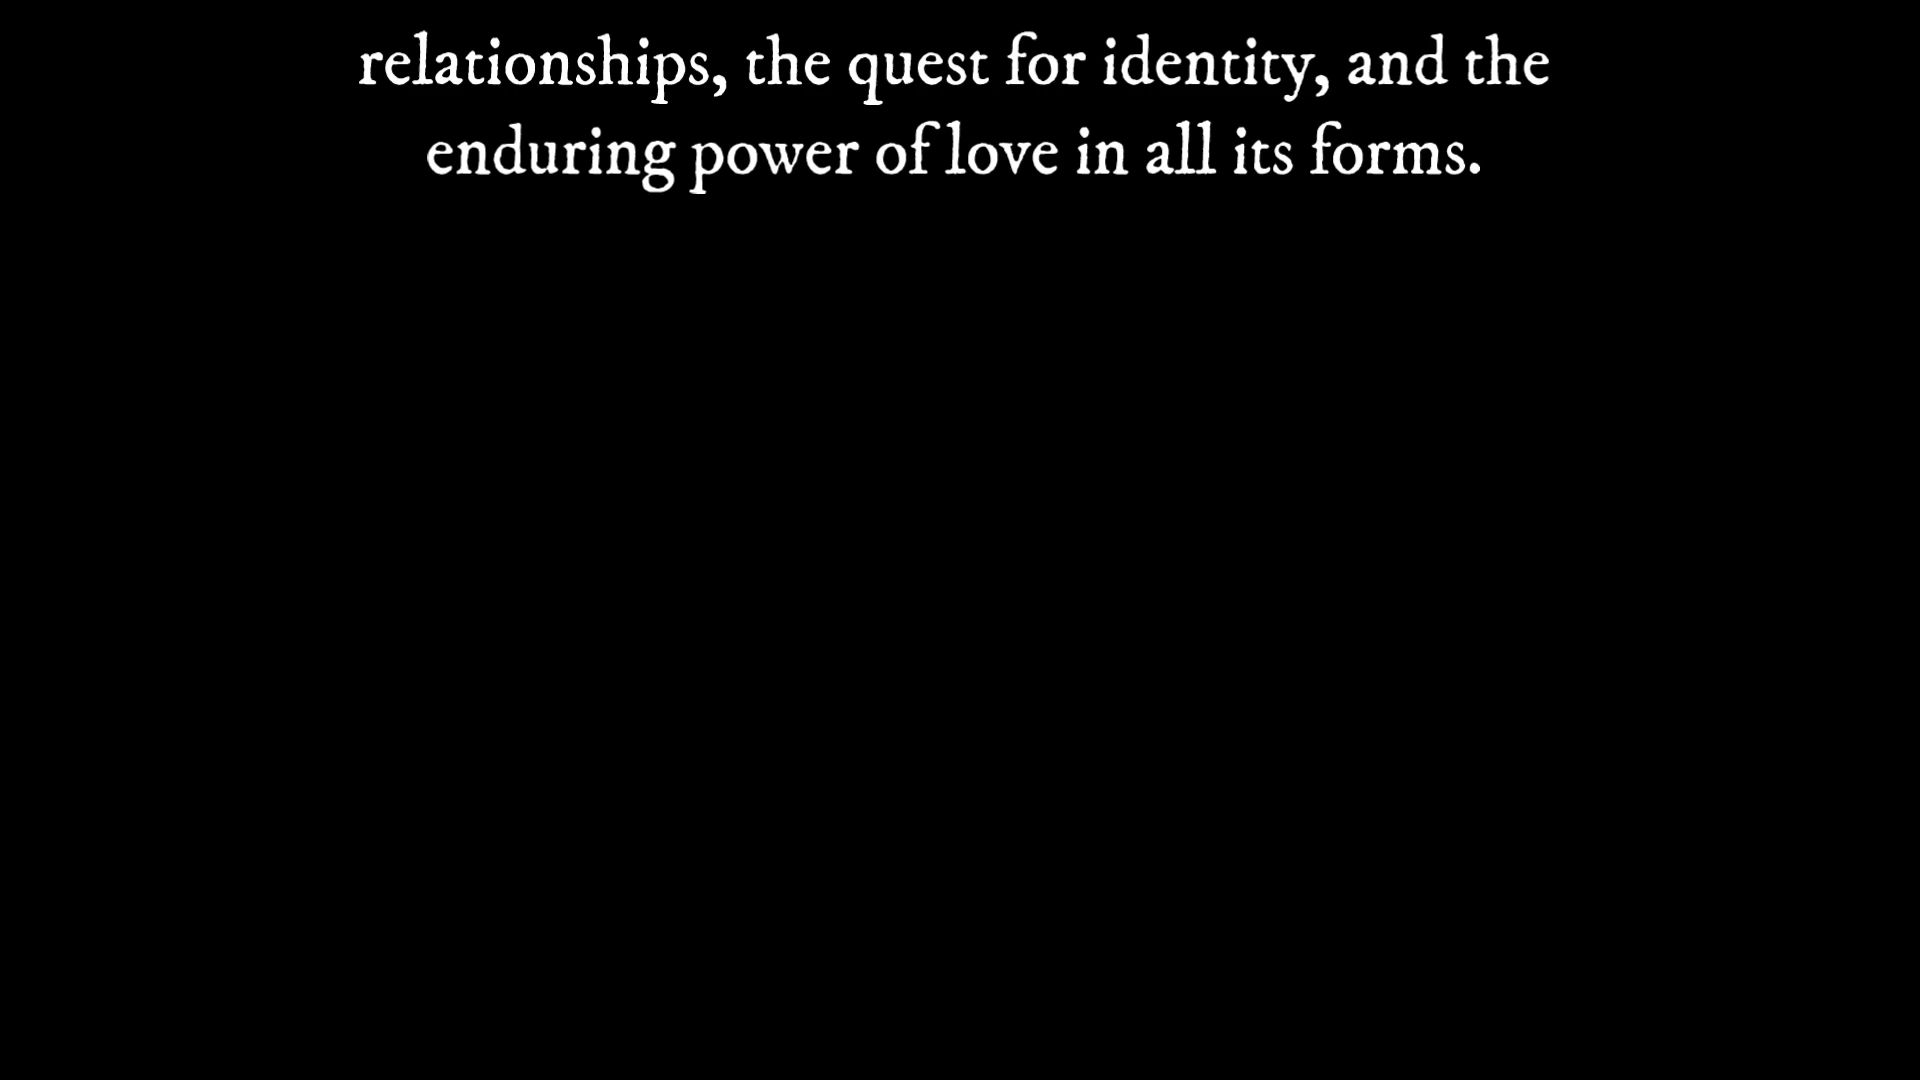 relationships, the quest for identity, and the
enduring power of love in all its forms.